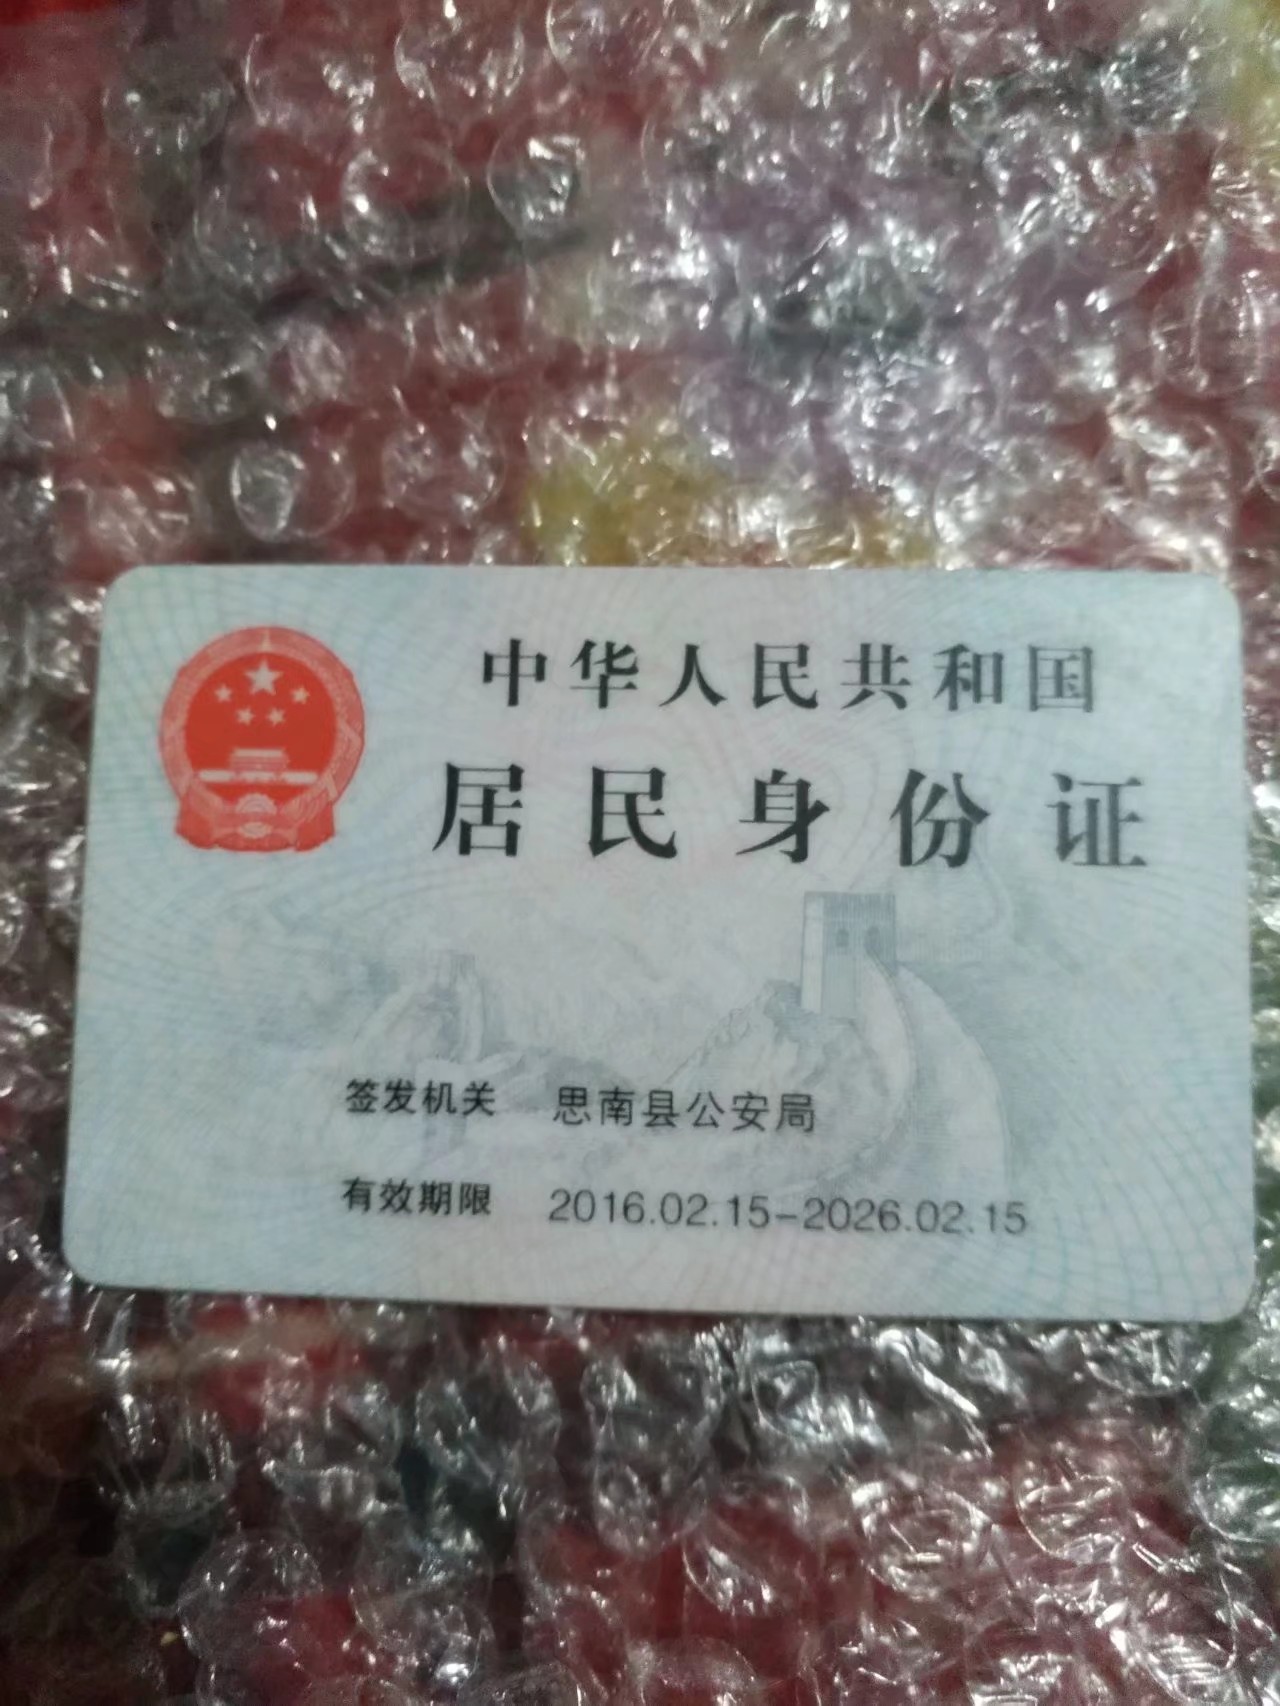 中华人民共和国
居民身份证
签发机关 思南县公安局
有效期限 2016.02.15-2026.02.15